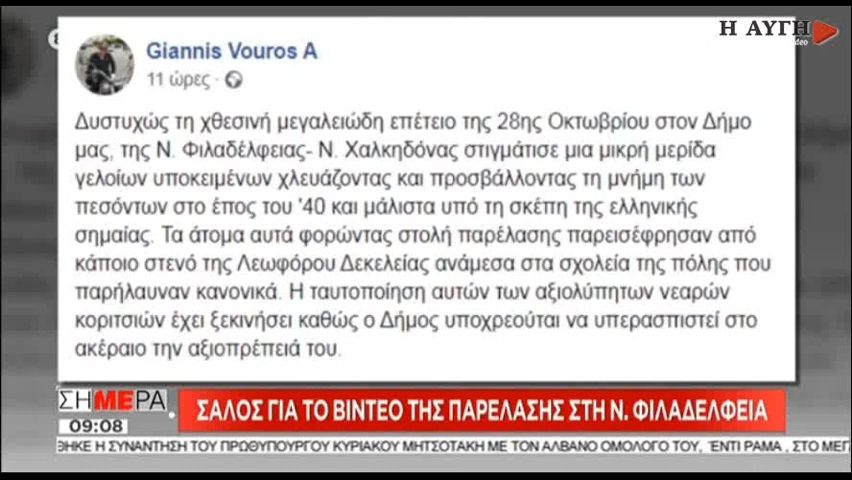 Η ΑΥΓΗ
Giannis Vouros A
11 ώρες ·
Δυστυχώς τη χθεσινή μεγαλειώδη επέτειο της 28ης Οκτωβρίου στον Δήμο
μας, της Ν. Φιλαδέλφειας- Ν. Χαλκηδόνας στιγμάτισε μια μικρή μερίδα
γελοίων υποκειμένων χλευάζοντας και προσβάλλοντας τη μνήμη των
πεσόντων στο έπος του '40 και μάλιστα υπό τη σκέπη της ελληνικής
σημαίας. Τα άτομα αυτά φορώντας στολή παρέλασης παρεισέφρησαν από
κάποιο στενό της Λεωφόρου Δεκελείας ανάμεσα στα σχολεία της πόλης που
παρήλαυναν κανονικά. Η ταυτοποίηση αυτών των αξιολύπητων νεαρών
κοριτσιών έχει ξεκινήσει καθώς ο Δήμος υποχρεούται να υπερασπιστεί στο
ακέραιο την αξιοπρέπειά του.
ΣΗΜΕΡΑ
ΣΑΛΟΣ ΓΙΑ ΤΟ ΒΙΝΤΕΟ ΤΗΣ ΠΑΡΕΛΑΣΗΣ ΣΤΗ Ν. ΦΙΛΑΔΕΛΦΕΙΑ
09:08
ΘΗΚΕ Η ΣΥΝΑΝΤΗΣΗ ΤΟΥ ΠΡΩΘΥΠΟΥΡΓΟΥ ΚΥΡΙΑΚΟΥ ΜΗΤΣΟΤΑΚΗ ΜΕ ΤΟΝ ΑΛΒΑΝΟ ΟΜΟΛΟΓΟ ΤΟΥ, ΈΝΤΙ ΡΑΜΑ , ΣΤΟ ΜΕΓ